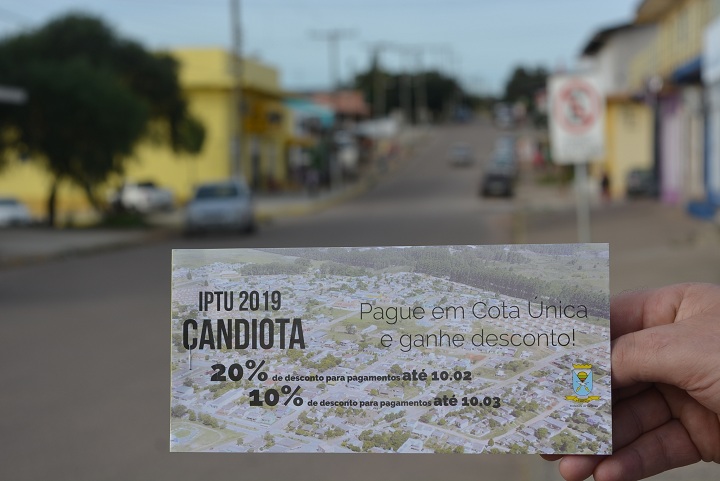 IPTU 2019
CANDIOTA
Pague em Cota Única
e ganhe desconto!
20% de desconto para pagamentos até 10.02
10% de desconto para pagamentos até 10.03